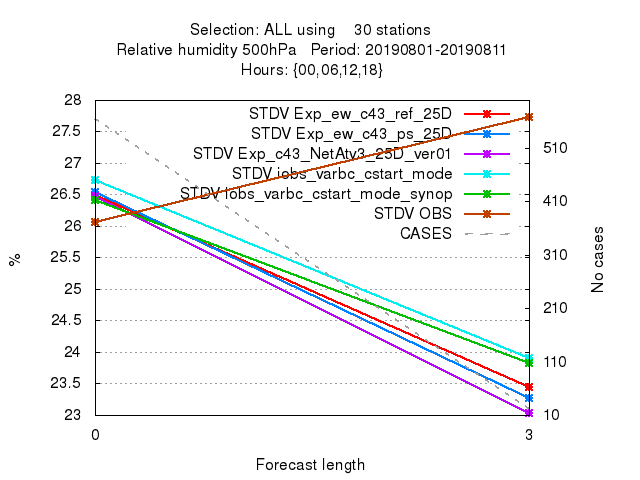 Selection: ALL using 30 stations
Relative humidity 500hPa Period: 20190801-20190811
Hours: {00,06,12,18}
28
27.5
27
26.5
26
25.5
25
24.5
24
23.5
23
%
STDV Exp_ew_c43_ref_25D
STDV Exp_ew_c43_ps_25D
STDV Exp_c43_NetAtv3_25D_ver01
STDV iobs_varbc_cstart_mode
STDV iobs_varbc_cstart_mode_synop
STDV OBS
CASES
510
410
310
210
110
10
No cases
0
3
Forecast length